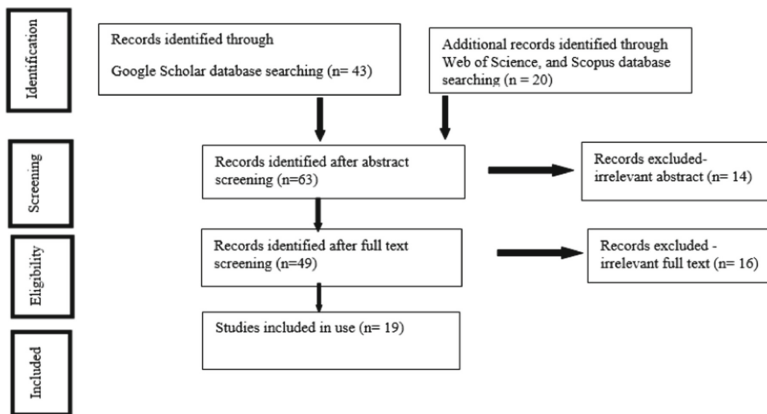 Identification
Records identified through
Google Scholar database searching (n= 43)
Additional records identified through
Web of Science, and Scopus database
searching (n = 20)
Screening
Records identified after abstract
screening (n=63)
Records excluded-
irrelevant abstract (n= 14)
Eligibility
Records identified after full text
screening (n=49)
Records excluded -
irrelevant full text (n= 16)
Included
Studies included in use (n= 19)